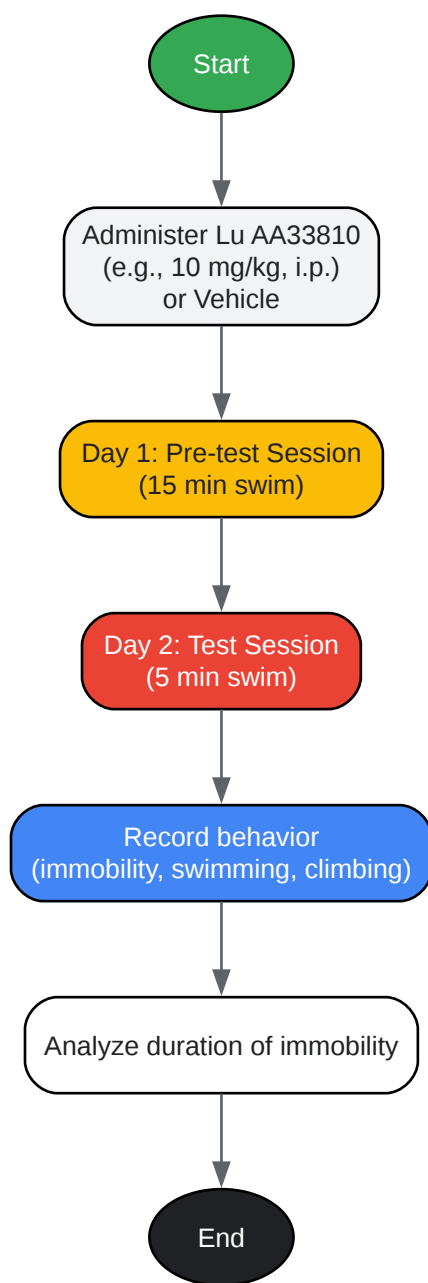 Start
Administer Lu AA33810
(e.g., 10 mg/kg, i.p.)
or Vehicle
Day 1: Pre-test Session
(15 min swim)
Day 2: Test Session
(5 min swim)
Record behavior
(immobility, swimming, climbing)
Analyze duration of immobility
End